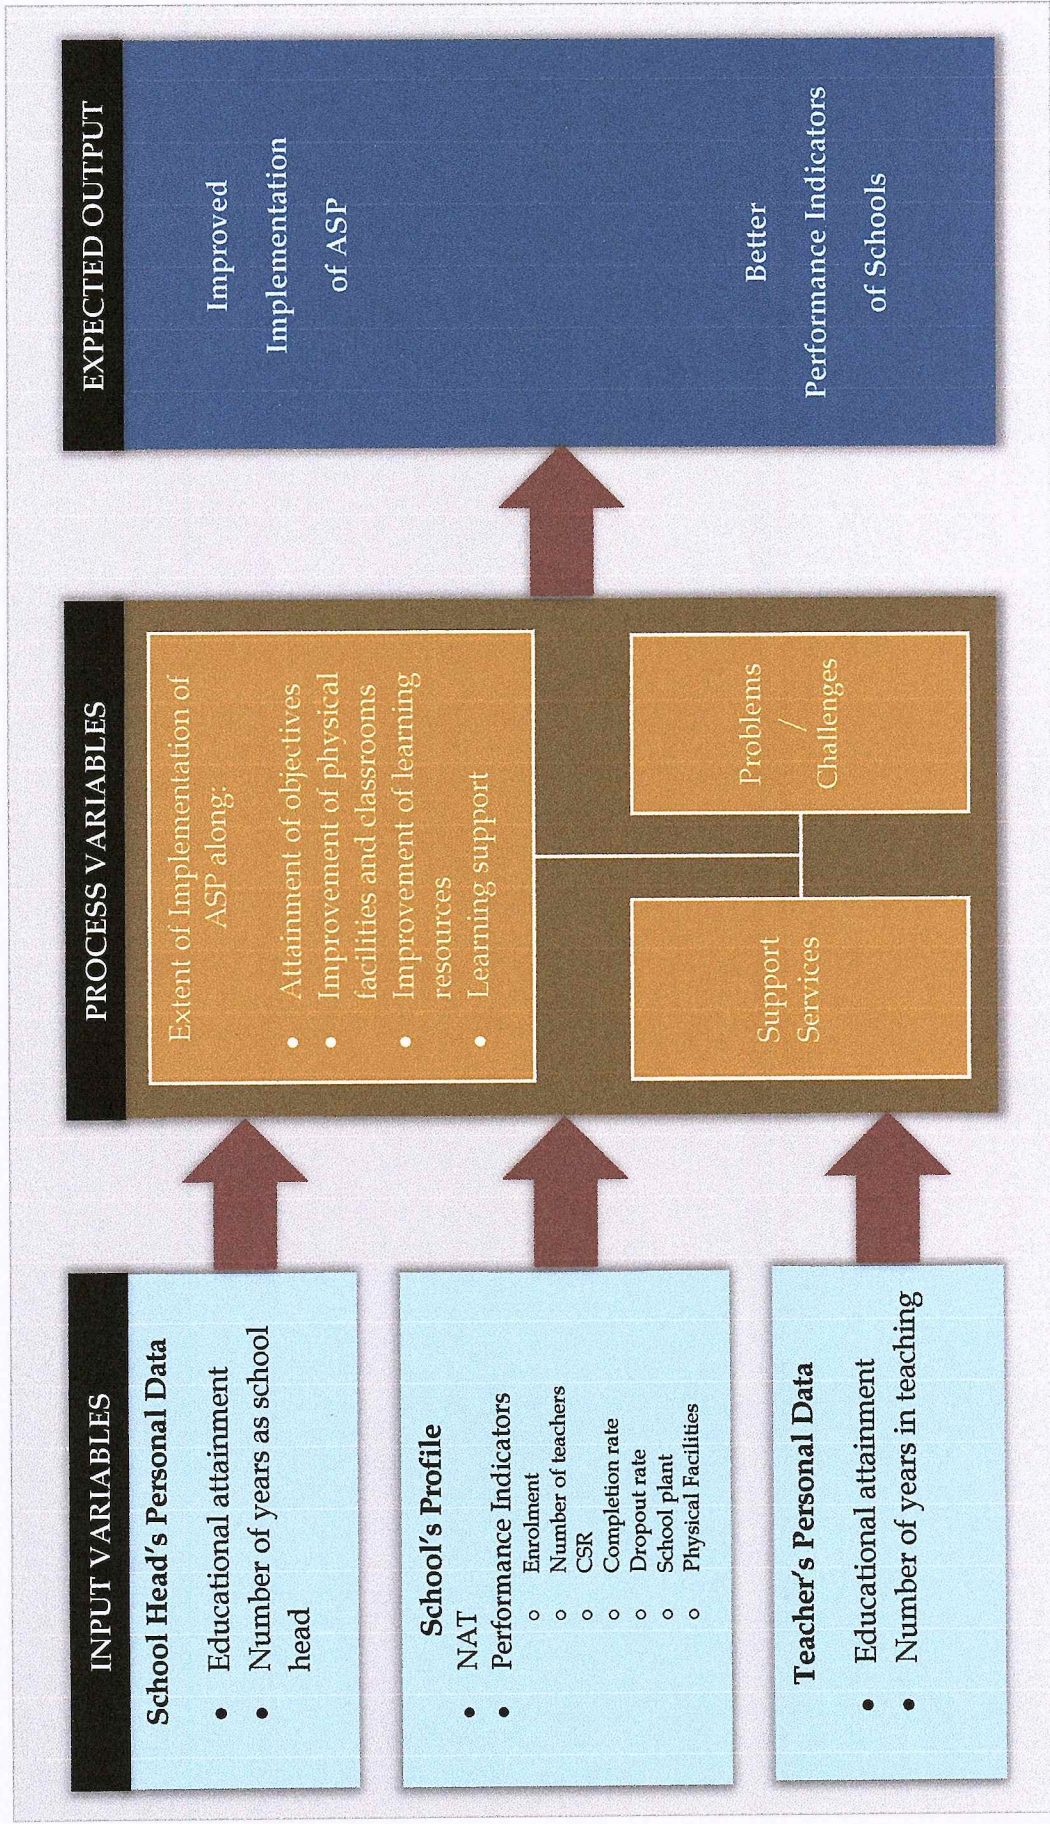 INPUT VARIABLES
School Head's Personal Data
• Educational attainment
• Number of years as school
head
School's Profile
• NAT
• Performance Indicators
o Enrolment
o Number of teachers
o CSR
o Completion rate
o Dropout rate
o School plant
o Physical Facilities
Teacher's Personal Data
• Educational attainment
• Number of years in teaching
PROCESS VARIABLES
Extent of Implementation of
ASP along:
• Attainment of objectives
• Improvement of physical
facilities and classrooms
• Improvement of learning
resources
• Learning support
Support
Services
Problems
/
Challenges
EXPECTED OUTPUT
Improved
Implementation
of ASP
Better
Performance Indicators
of Schools